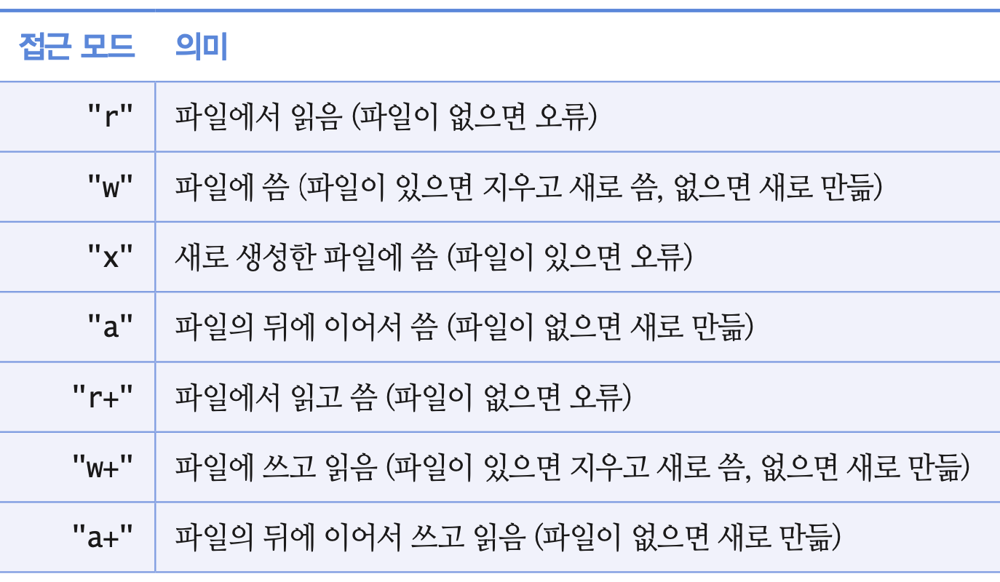 접근 모드 의미
"r" 파일에서 읽음 (파일이 없으면 오류)
"w" 파일에 씀 (파일이 있으면 지우고 새로 씀, 없으면 새로 만듦)
"x" 새로 생성한 파일에 씀 (파일이 있으면 오류)
"a" 파일의 뒤에 이어서 씀 (파일이 없으면 새로 만듦)
"r+" 파일에서 읽고 씀 (파일이 없으면 오류)
"w+" 파일에 쓰고 읽음 (파일이 있으면 지우고 새로 씀, 없으면 새로 만듦)
"a+" 파일의 뒤에 이어서 쓰고 읽음 (파일이 없으면 새로 만듦)